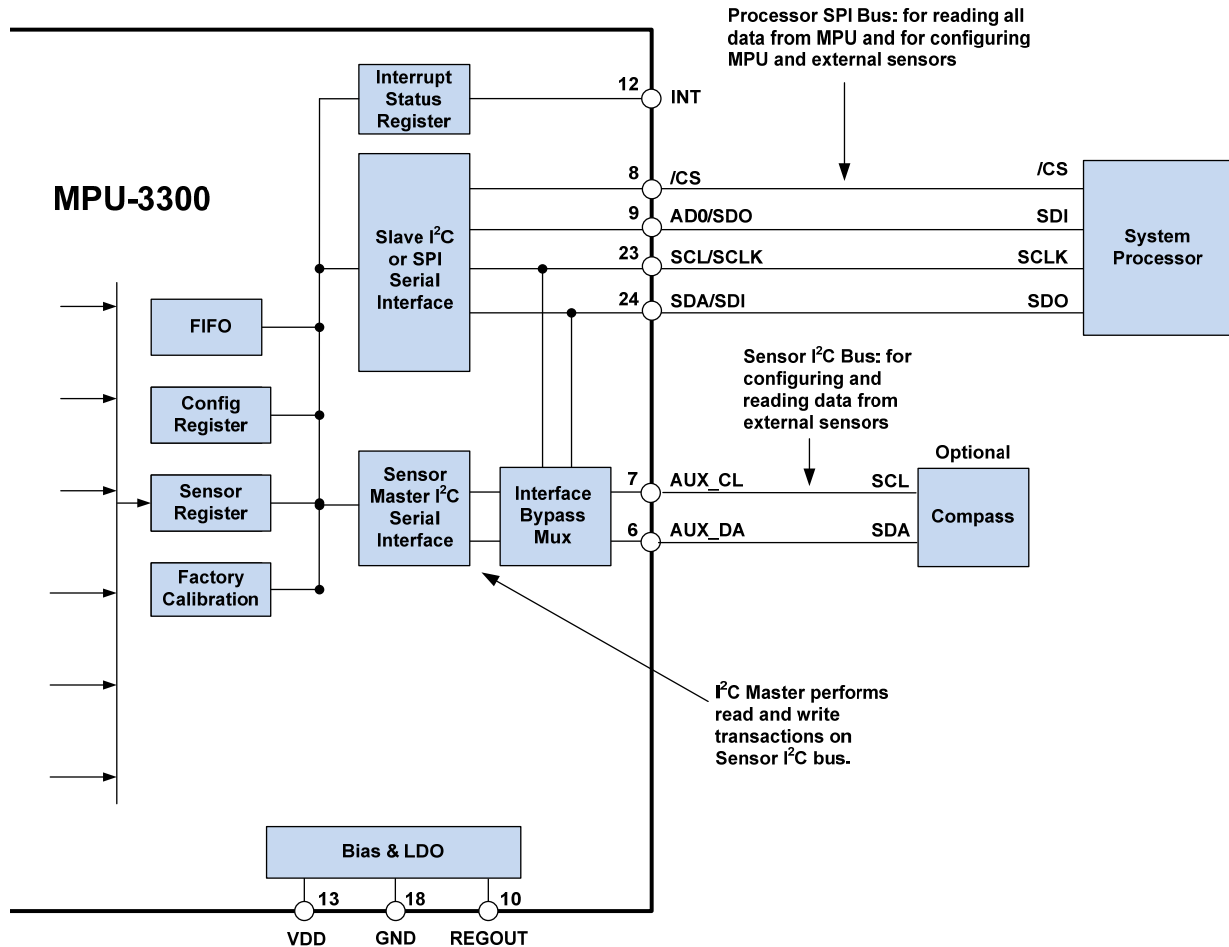 Processor SPI Bus: for reading all
data from MPU and for configuring
MPU and external sensors
Interrupt
Status
Register
12
INT
MPU-3300
Slave I²C
or SPI
Serial
Interface
8
/CS
/CS
9
AD0/SDO
SDI
23
SCL/SCLK
SCLK
24
SDA/SDI
SDO
System
Processor
FIFO
Config
Register
Sensor
Register
Factory
Calibration
Sensor I²C Bus: for
configuring and
reading data from
external sensors
Sensor
Master I²C
Serial
Interface
Interface
Bypass
Mux
7
AUX_CL
SCL
6
AUX_DA
SDA
Optional
Compass
I²C Master performs
read and write
transactions on
Sensor I²C bus.
Bias & LDO
13
18
10
VDD
GND
REGOUT